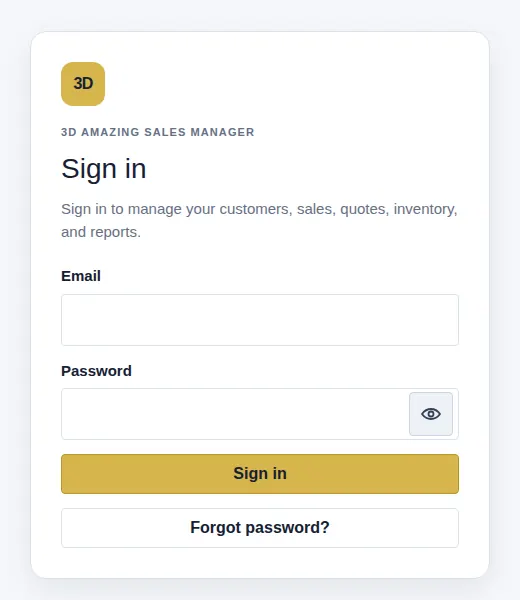 3D
3D AMAZING SALES MANAGER
Sign in
Sign in to manage your customers, sales, quotes, inventory,
and reports.
Email
Password
Sign in
Forgot password?